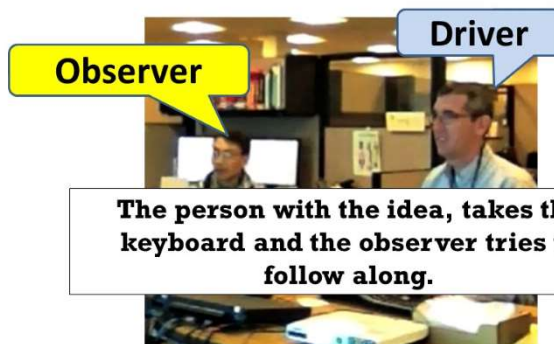 Driver
Observer
The person with the idea, takes
keyboard and the observer tries
follow along.